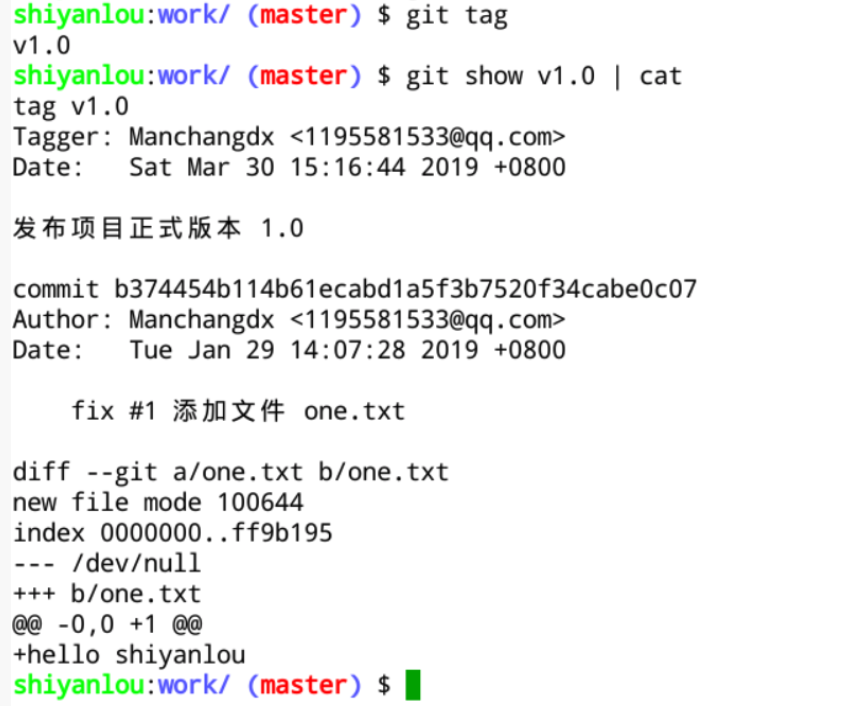 shiyanlou:work/ (master) $ git tag
v1.0
shiyanlou:work/ (master) $ git show v1.0 | cat
tag v1.0
Tagger: Manchangdx <1195581533@qq.com>
Date:   Sat Mar 30 15:16:44 2019 +0800

发布项目正式版本 1.0

commit b374454b114b61ecabd1a5f3b7520f34cabe0c07
Author: Manchangdx <1195581533@qq.com>
Date:   Tue Jan 29 14:07:28 2019 +0800

    fix #1 添加文件 one.txt

diff --git a/one.txt b/one.txt
new file mode 100644
index 0000000..ff9b195
--- /dev/null
+++ b/one.txt
@@ -0,0 +1 @@
+hello shiyanlou
shiyanlou:work/ (master) $